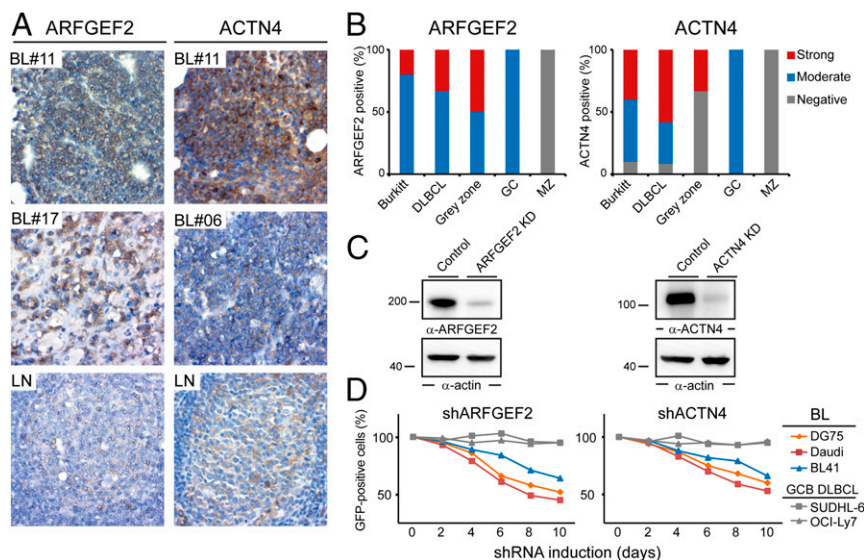 A
ARFGEF2 ACTN4
BL#11 BL#11
BL#17 BL#06
LN LN
B
ARFGEF2 ACTN4
ARFGEF2 positive (%)
100
50
0
Burkitt DLBCL Grey zone GC MZ
ACTN4 positive (%)
100
50
0
Burkitt DLBCL Grey zone GC MZ
Strong
Moderate
Negative
C
Control ARFGEF2 KD
200
α-ARFGEF2
40
α-actin
Control ACTN4 KD
100
α-ACTN4
40
α-actin
D
shARFGEF2 shACTN4
GFP-positive cells (%)
100
50
0 2 4 6 8 10
100
50
0 2 4 6 8 10
shRNA induction (days)
BL
DG75
Daudi
BL41
GCB DLBCL
SUDHL-6
OCI-Ly7